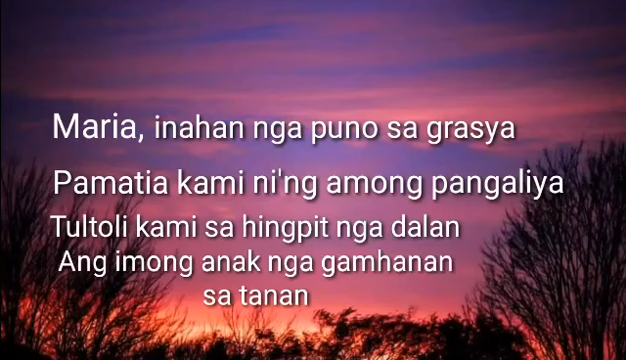 Maria, inahan nga puno sa grasya
Pamatia kami ni'ng among pangaliya
Tultoli kami sa hingpit nga dalan
Ang imong anak nga gamhanan
sa tanan